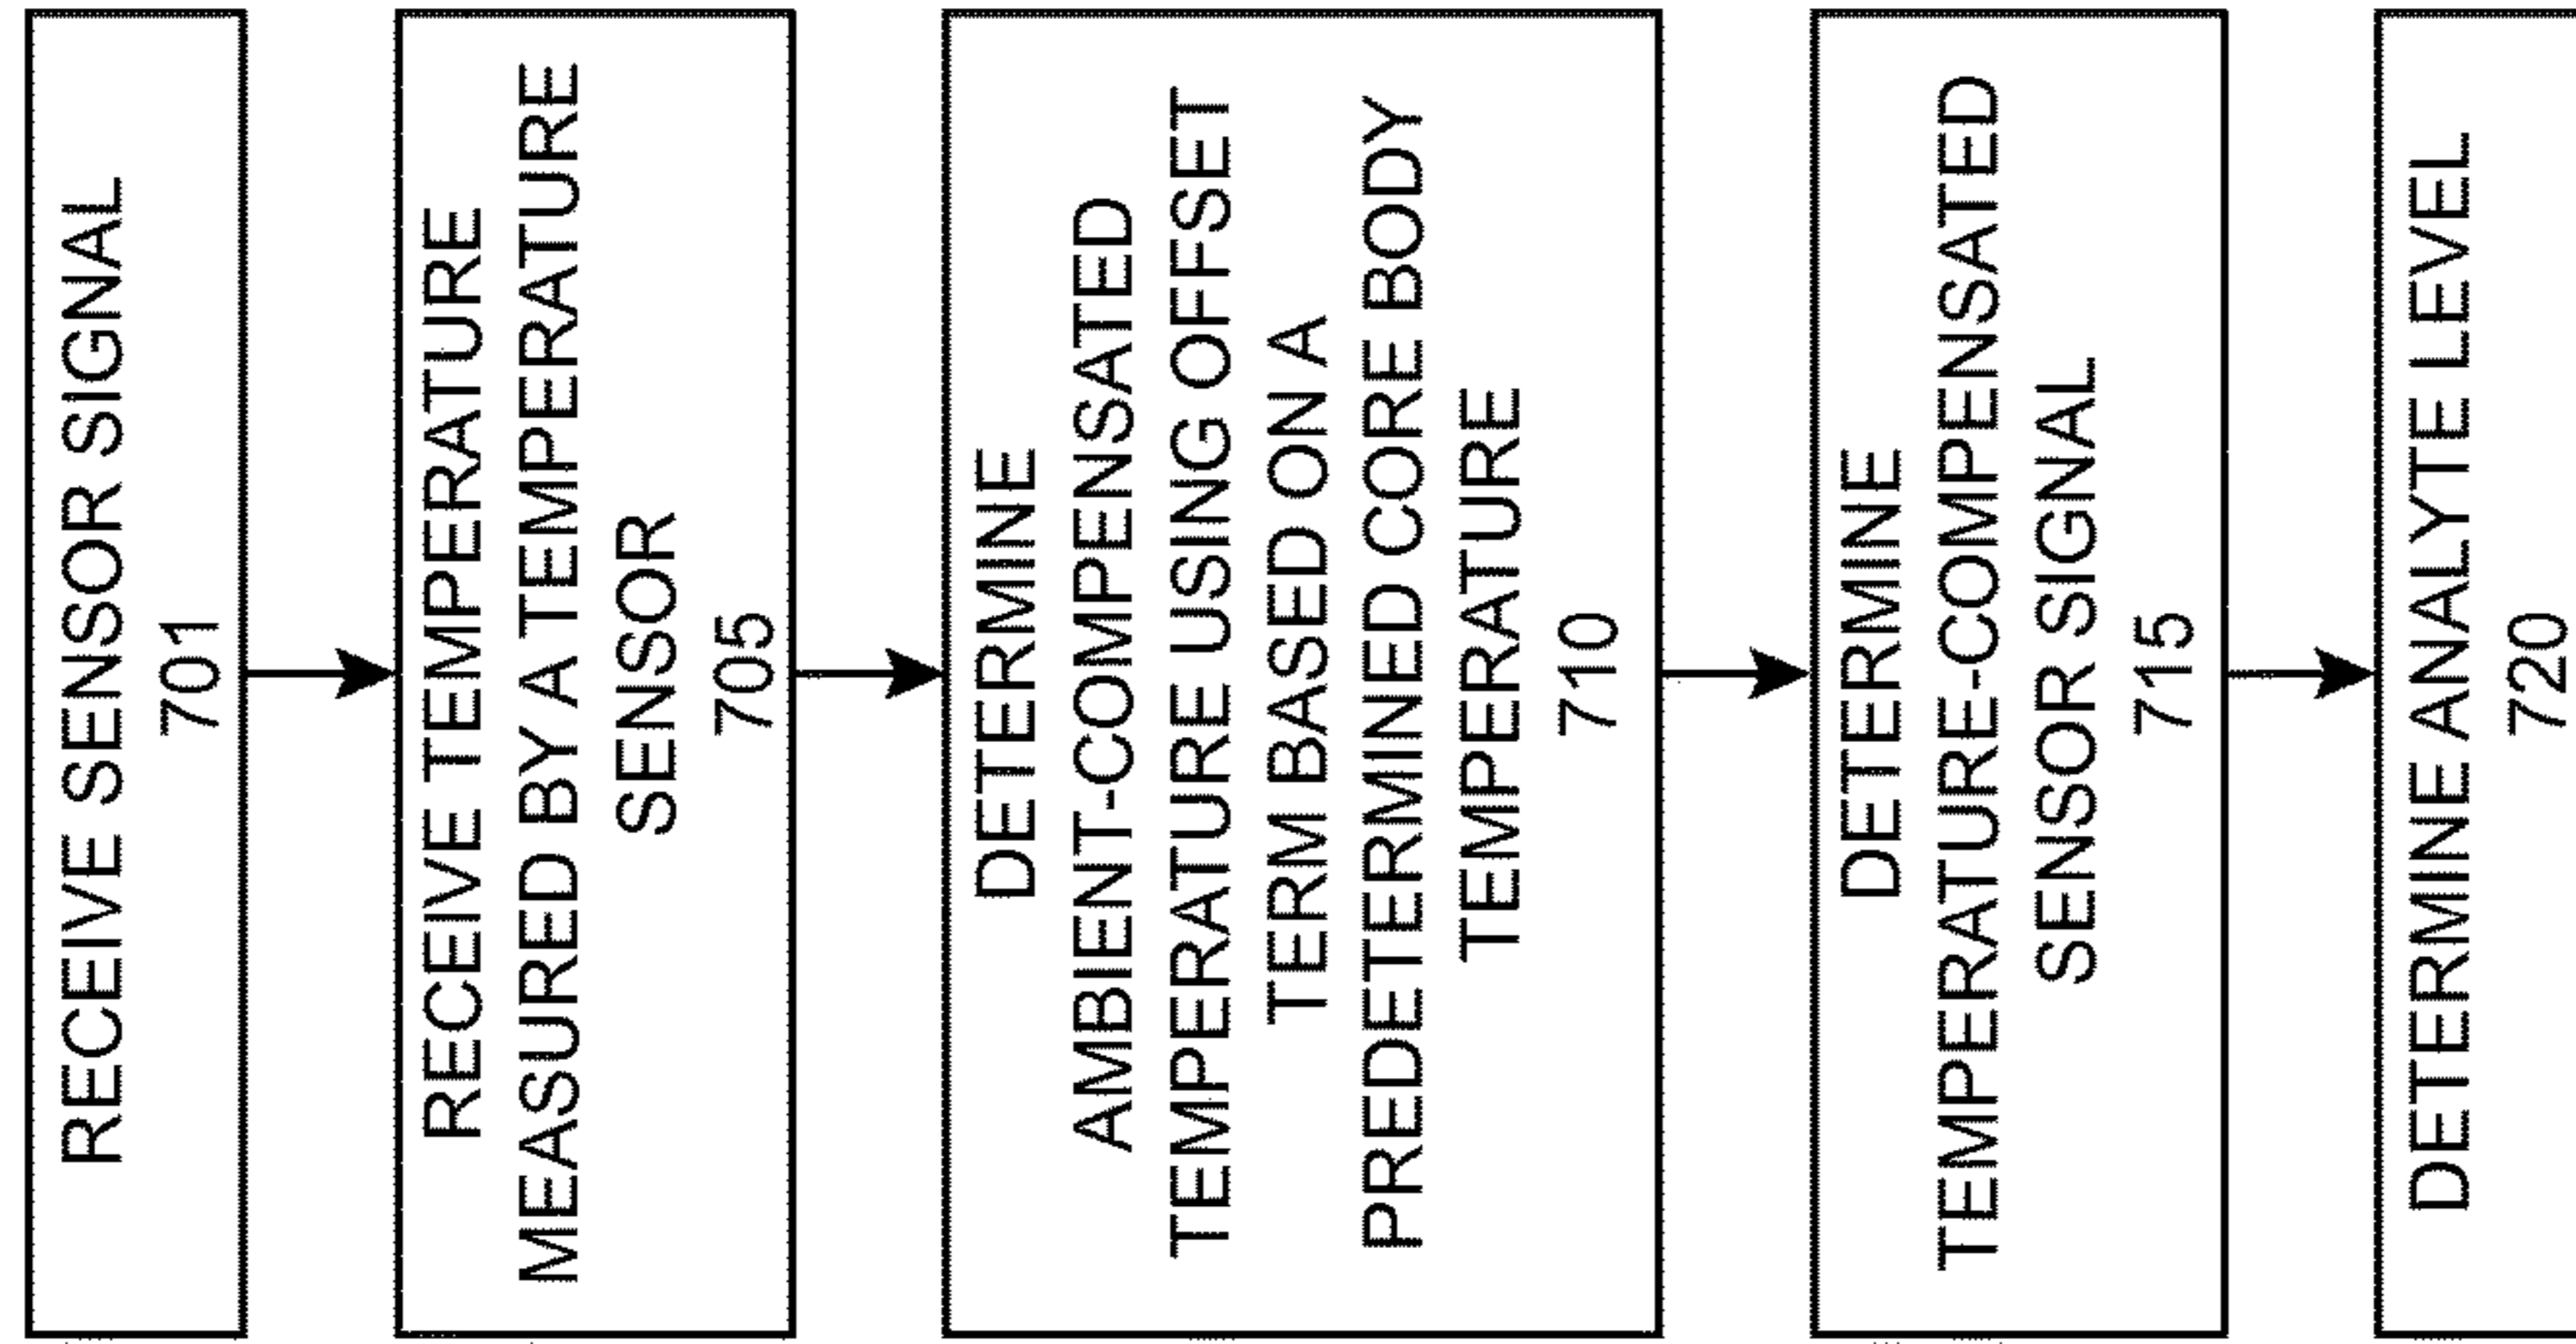 RECEIVE SENSOR SIGNAL
701
RECEIVE TEMPERATURE
MEASURED BY A TEMPERATURE
SENSOR
705
DETERMINE
AMBIENT-COMPENSATED
TEMPERATURE USING OFFSET
TERM BASED ON A
PREDETERMINED CORE BODY
TEMPERATURE
710
DETERMINE
TEMPERATURE-COMPENSATED
SENSOR SIGNAL
715
DETERMINE ANALYTE LEVEL
720